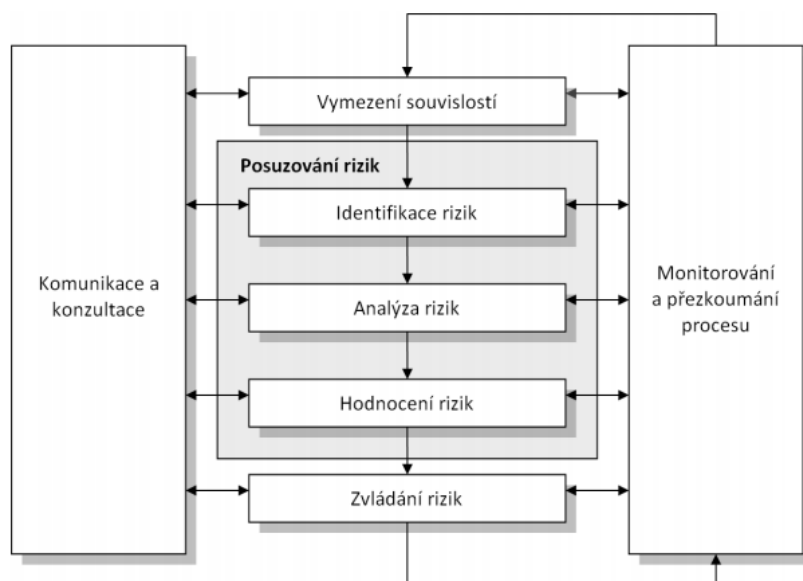 Vymezení souvislostí
Posuzování rizik
Identifikace rizik
Komunikace a
konzultace
Analýza rizik
Monitorování
a přezkoumání
procesu
Hodnocení rizik
Zvládání rizik